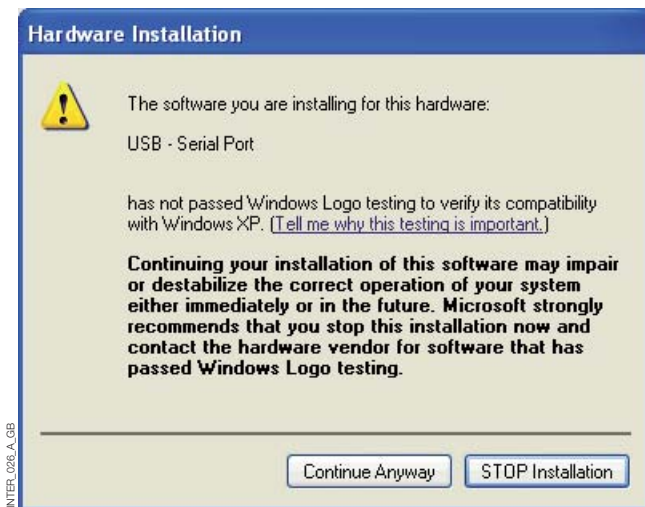 Hardware Installation
The software you are installing for this hardware:
USB - Serial Port
has not passed Windows Logo testing to verify its compatibility
with Windows XP. (Tell me why this testing is important.)
Continuing your installation of this software may impair
or destabilize the correct operation of your system
either immediately or in the future. Microsoft strongly
recommends that you stop this installation now and
contact the hardware vendor for software that has
passed Windows Logo testing.
Continue Anyway
STOP Installation
INTER_026_A_GB